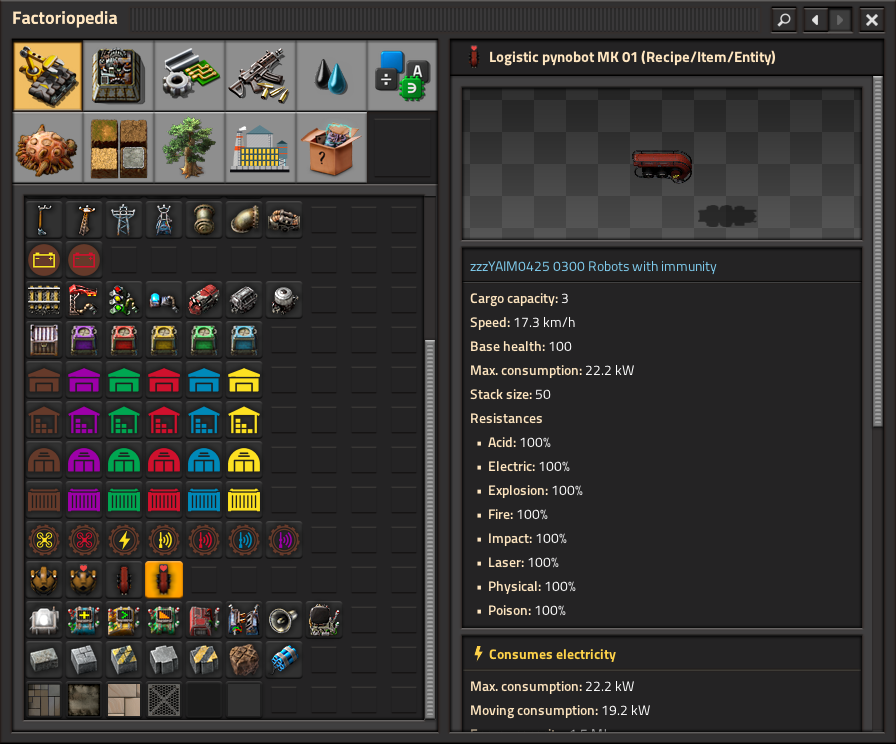 Factoriopedia
Logistic pynobot MK 01 (Recipe/Item/Entity)
zzzYAIM0425 0300 Robots with immunity
Cargo capacity: 3
Speed: 17.3 km/h
Base health: 100
Max. consumption: 22.2 kW
Stack size: 50
Resistances
▪ Acid: 100%
▪ Electric: 100%
▪ Explosion: 100%
▪ Fire: 100%
▪ Impact: 100%
▪ Laser: 100%
▪ Physical: 100%
▪ Poison: 100%
Consumes electricity
Max. consumption: 22.2 kW
Moving consumption: 19.2 kW